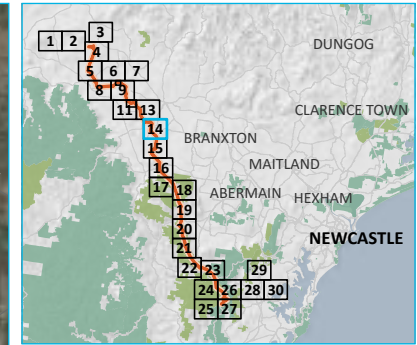 3
1 2
4
DUNGOG
5 6 7
8 9
11 13
CLARENCE TOWN
14
BRANXTON
15
MAITLAND
16
17 18
ABERMAIN HEXHAM
19
20
NEWCASTLE
21
22 23 29
24 26 28 30
25 27